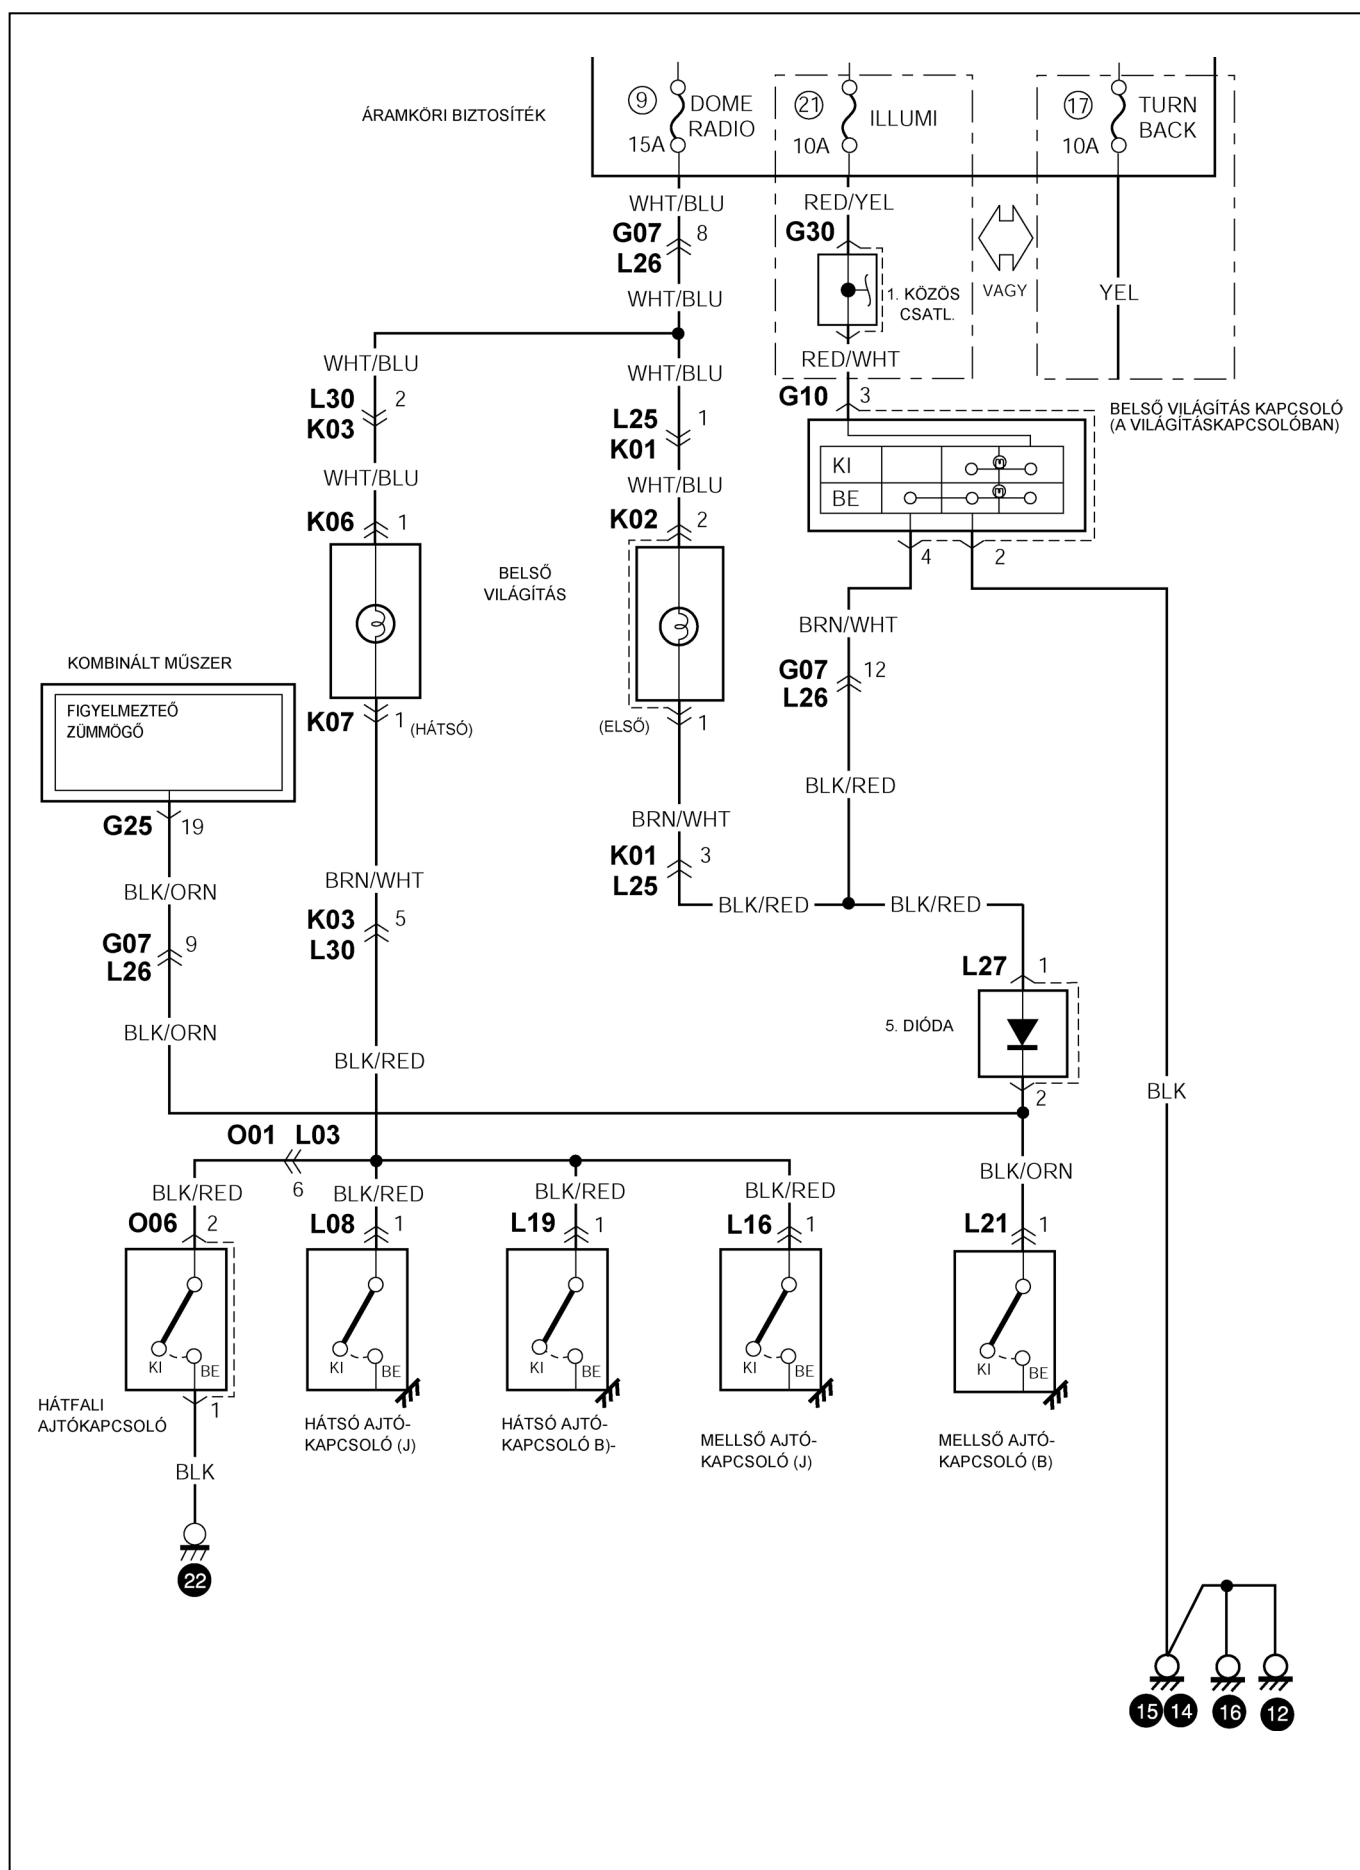 ÁRAMKÖRI BIZTOSÍTÉK
9
DOME
RADIO
15A
21
ILLUMI
10A
17
TURN
BACK
10A
WHT/BLU
G07
8
L26
WHT/BLU
RED/YEL
G30
1. KÖZÖS
CSATL.
RED/WHT
VAGY
YEL
WHT/BLU
L30
2
K03
WHT/BLU
K06
1
WHT/BLU
L25
1
K01
WHT/BLU
K02
2
G10
3
BELSŐ VILÁGÍTÁS KAPCSOLÓ
(A VILÁGÍTÁSKAPCSOLÓBAN)
KI
BE
4
2
BELSŐ
VILÁGÍTÁS
BRN/WHT
G07
12
L26
KOMBINÁLT MŰSZER
FIGYELMEZTEŐ
ZÜMMÖGŐ
K07
1
(HÁTSÓ)
(ELSŐ)
1
BLK/RED
G25
19
BRN/WHT
K01
3
L25
BLK/ORN
BRN/WHT
K03
5
L30
BLK/RED
BLK/RED
G07
9
L26
L27
1
BLK/ORN
5. DIÓDA
BLK/RED
2
BLK
O01
L03
6
BLK/RED
BLK/RED
BLK/RED
BLK/RED
BLK/ORN
O06
2
L08
1
L19
1
L16
1
L21
1
KI
BE
KI
BE
KI
BE
KI
BE
KI
BE
1
HÁTFALI
AJTÓKAPCSOLÓ
HÁTSÓ AJTÓ-
KAPCSOLÓ (J)
HÁTSÓ AJTÓ-
KAPCSOLÓ B)-
MELLSŐ AJTÓ-
KAPCSOLÓ (J)
MELLSŐ AJTÓ-
KAPCSOLÓ (B)
BLK
22
15
14
16
12